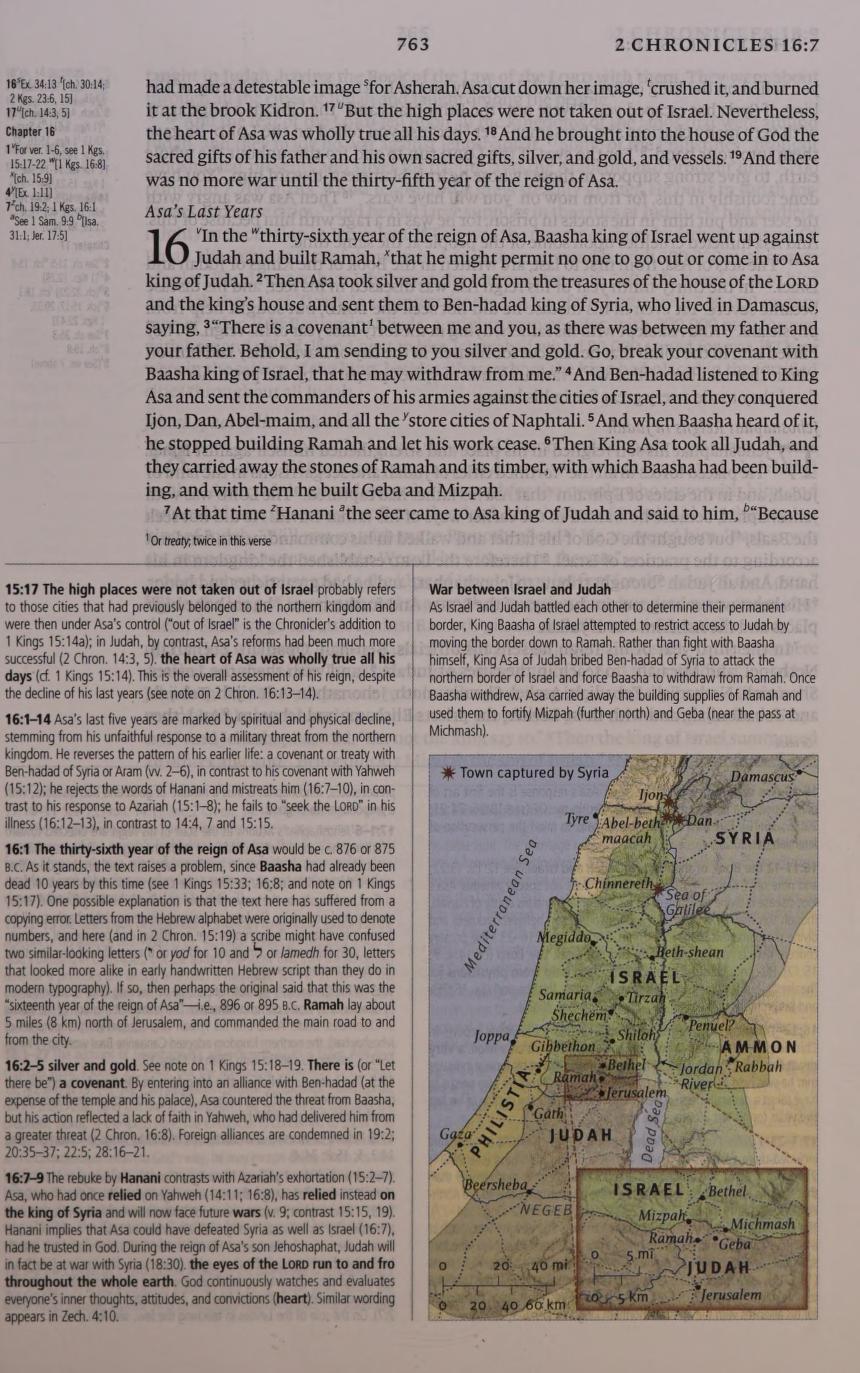 763
2 CHRONICLES 16:7
16 ˢEx. 34:13 ᵗ[ch. 30:14;
2 Kgs. 23:6, 15]
17 ᵘ[ch. 14:3, 5]
Chapter 16
1 ᵛFor ver. 1-6, see 1 Kgs.
15:17-22 ʷ[1 Kgs. 16:8]
ˣ[ch. 15:9]
4 ʸ[Ex. 1:11]
7 ᶻch. 19:2; 1 Kgs. 16:1
ᵃSee 1 Sam. 9:9 ᵇ[Isa.
31:1; Jer. 17:5]
had made a detestable image ˢfor Asherah. Asa cut down her image, ᵗcrushed it, and burned
it at the brook Kidron. ¹⁷ ᵘBut the high places were not taken out of Israel. Nevertheless,
the heart of Asa was wholly true all his days. ¹⁸And he brought into the house of God the
sacred gifts of his father and his own sacred gifts, silver, and gold, and vessels. ¹⁹And there
was no more war until the thirty-fifth year of the reign of Asa.
Asa's Last Years
16 ᵛIn the ʷthirty-sixth year of the reign of Asa, Baasha king of Israel went up against
Judah and built Ramah, ˣthat he might permit no one to go out or come in to Asa
king of Judah. ²Then Asa took silver and gold from the treasures of the house of the LORD
and the king's house and sent them to Ben-hadad king of Syria, who lived in Damascus,
saying, ³"There is a covenant¹ between me and you, as there was between my father and
your father. Behold, I am sending to you silver and gold. Go, break your covenant with
Baasha king of Israel, that he may withdraw from me." ⁴And Ben-hadad listened to King
Asa and sent the commanders of his armies against the cities of Israel, and they conquered
Ijon, Dan, Abel-maim, and all the ʸstore cities of Naphtali. ⁵And when Baasha heard of it,
he stopped building Ramah and let his work cease. ⁶Then King Asa took all Judah, and
they carried away the stones of Ramah and its timber, with which Baasha had been build-
ing, and with them he built Geba and Mizpah.
⁷At that time ᶻHanani ᵃthe seer came to Asa king of Judah and said to him, ᵇ"Because
¹ Or treaty; twice in this verse
15:17 The high places were not taken out of Israel probably refers
to those cities that had previously belonged to the northern kingdom and
were then under Asa's control ("out of Israel" is the Chronicler's addition to
1 Kings 15:14a); in Judah, by contrast, Asa's reforms had been much more
successful (2 Chron. 14:3, 5). the heart of Asa was wholly true all his
days (cf. 1 Kings 15:14). This is the overall assessment of his reign, despite
the decline of his last years (see note on 2 Chron. 16:13–14).
16:1–14 Asa's last five years are marked by spiritual and physical decline,
stemming from his unfaithful response to a military threat from the northern
kingdom. He reverses the pattern of his earlier life: a covenant or treaty with
Ben-hadad of Syria or Aram (vv. 2–6), in contrast to his covenant with Yahweh
(15:12); he rejects the words of Hanani and mistreats him (16:7–10), in con-
trast to his response to Azariah (15:1–8); he fails to "seek the LORD" in his
illness (16:12–13), in contrast to 14:4, 7 and 15:15.
16:1 The thirty-sixth year of the reign of Asa would be c. 876 or 875
B.C. As it stands, the text raises a problem, since Baasha had already been
dead 10 years by this time (see 1 Kings 15:33; 16:8; and note on 1 Kings
15:17). One possible explanation is that the text here has suffered from a
copying error. Letters from the Hebrew alphabet were originally used to denote
numbers, and here (and in 2 Chron. 15:19) a scribe might have confused
two similar-looking letters (י or yod for 10 and ל or lamedh for 30, letters
that looked more alike in early handwritten Hebrew script than they do in
modern typography). If so, then perhaps the original said that this was the
"sixteenth year of the reign of Asa"—i.e., 896 or 895 B.C. Ramah lay about
5 miles (8 km) north of Jerusalem, and commanded the main road to and
from the city.
16:2–5 silver and gold. See note on 1 Kings 15:18–19. There is (or "Let
there be") a covenant. By entering into an alliance with Ben-hadad (at the
expense of the temple and his palace), Asa countered the threat from Baasha,
but his action reflected a lack of faith in Yahweh, who had delivered him from
a greater threat (2 Chron. 16:8). Foreign alliances are condemned in 19:2;
20:35–37; 22:5; 28:16–21.
16:7–9 The rebuke by Hanani contrasts with Azariah's exhortation (15:2–7).
Asa, who had once relied on Yahweh (14:11; 16:8), has relied instead on
the king of Syria and will now face future wars (v. 9; contrast 15:15, 19).
Hanani implies that Asa could have defeated Syria as well as Israel (16:7),
had he trusted in God. During the reign of Asa's son Jehoshaphat, Judah will
in fact be at war with Syria (18:30). the eyes of the LORD run to and fro
throughout the whole earth. God continuously watches and evaluates
everyone's inner thoughts, attitudes, and convictions (heart). Similar wording
appears in Zech. 4:10.
War between Israel and Judah
As Israel and Judah battled each other to determine their permanent
border, King Baasha of Israel attempted to restrict access to Judah by
moving the border down to Ramah. Rather than fight with Baasha
himself, King Asa of Judah bribed Ben-hadad of Syria to attack the
northern border of Israel and force Baasha to withdraw from Ramah. Once
Baasha withdrew, Asa carried away the building supplies of Ramah and
used them to fortify Mizpah (further north) and Geba (near the pass at
Michmash).
Town captured by Syria
Damascus
Ijon
Tyre
Abel-beth-
maacah
Dan
SYRIA
Mediterranean Sea
Chinnereth
Sea of
Galilee
Megiddo
Beth-shean
ISRAEL
Samaria
Tirzah
Shechem
Penuel?
Joppa
Shiloh
Gibbethon
AMMON
Bethel
Jordan
River
Rabbah
Ramah
Jerusalem
PHILISTIA
Gath
Gaza
JUDAH
Dead Sea
Beersheba
NEGEB
0 20 40 mi
0 20 40 60 km
ISRAEL
Bethel
Mizpah
Michmash
Ramah
Geba
0 5 mi
JUDAH
0 5 km
Jerusalem